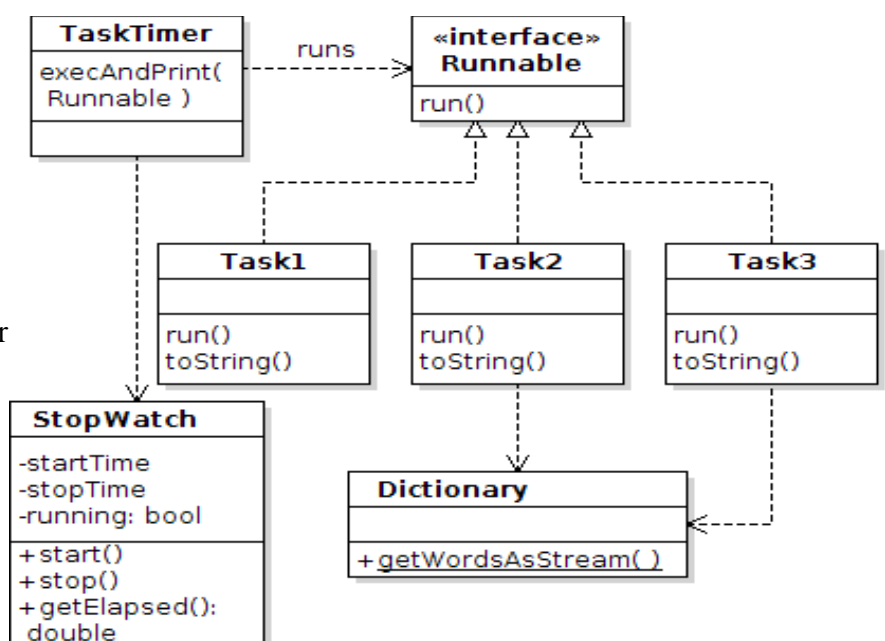 TaskTimer
execAndPrint(
Runnable )
runs
«interface»
Runnable
run()
Task1
run()
toString()
Task2
run()
toString()
Task3
run()
toString()
r
StopWatch
-startTime
-stopTime
-running: bool
+start()
+stop()
+getElapsed():
double
Dictionary
+getWordsAsStream( )